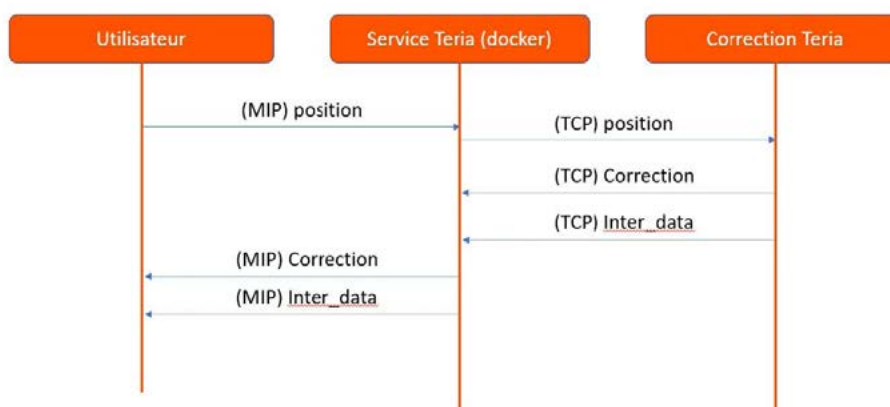 Utilisateur
Service Teria (docker)
Correction Teria
(MIP) position
(TCP) position
(TCP) Correction
(TCP) Inter_data
(MIP) Correction
(MIP) Inter_data